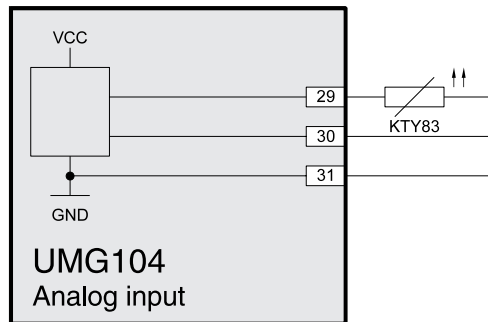 VCC
29
KTY83
30
31
GND
UMG104
Analog input